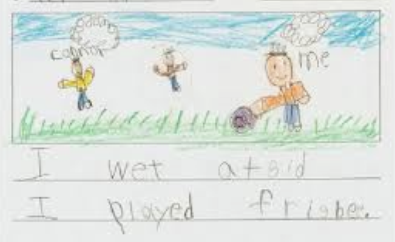 connor
me
I wet atsid
I played frisbee.